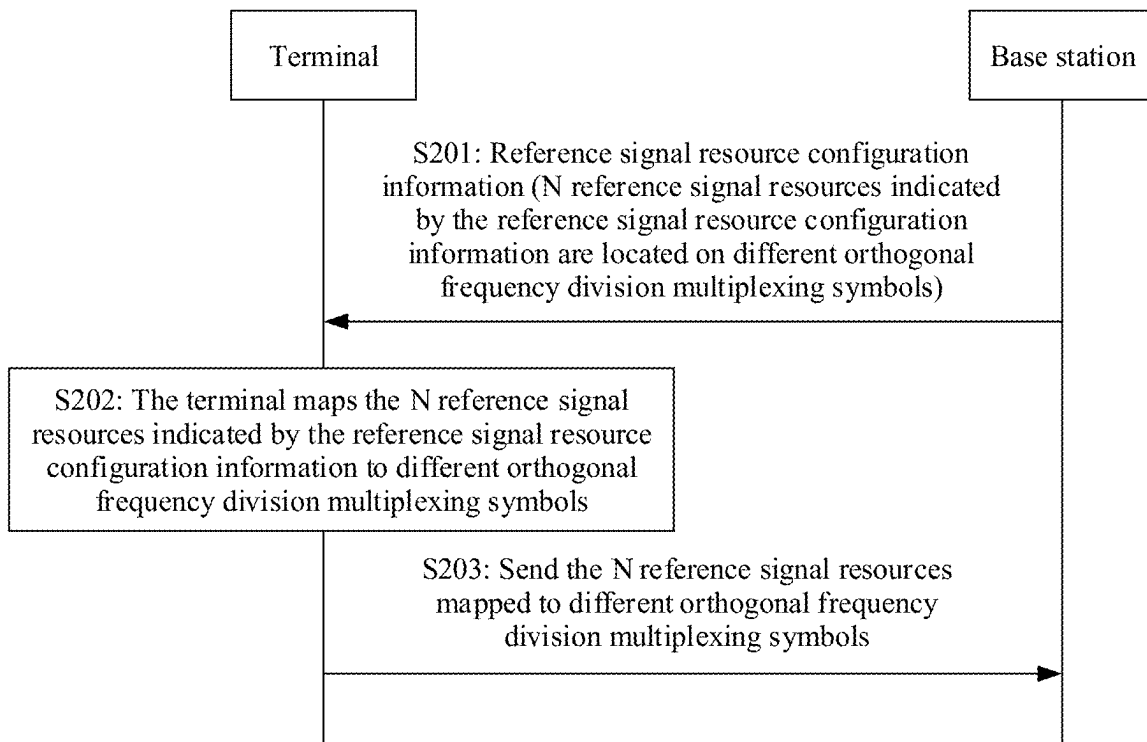 Terminal
Base station
S201: Reference signal resource configuration
information (N reference signal resources indicated
by the reference signal resource configuration
information are located on different orthogonal
frequency division multiplexing symbols)
S202: The terminal maps the N reference signal
resources indicated by the reference signal resource
configuration information to different orthogonal
frequency division multiplexing symbols
S203: Send the N reference signal resources
mapped to different orthogonal frequency
division multiplexing symbols